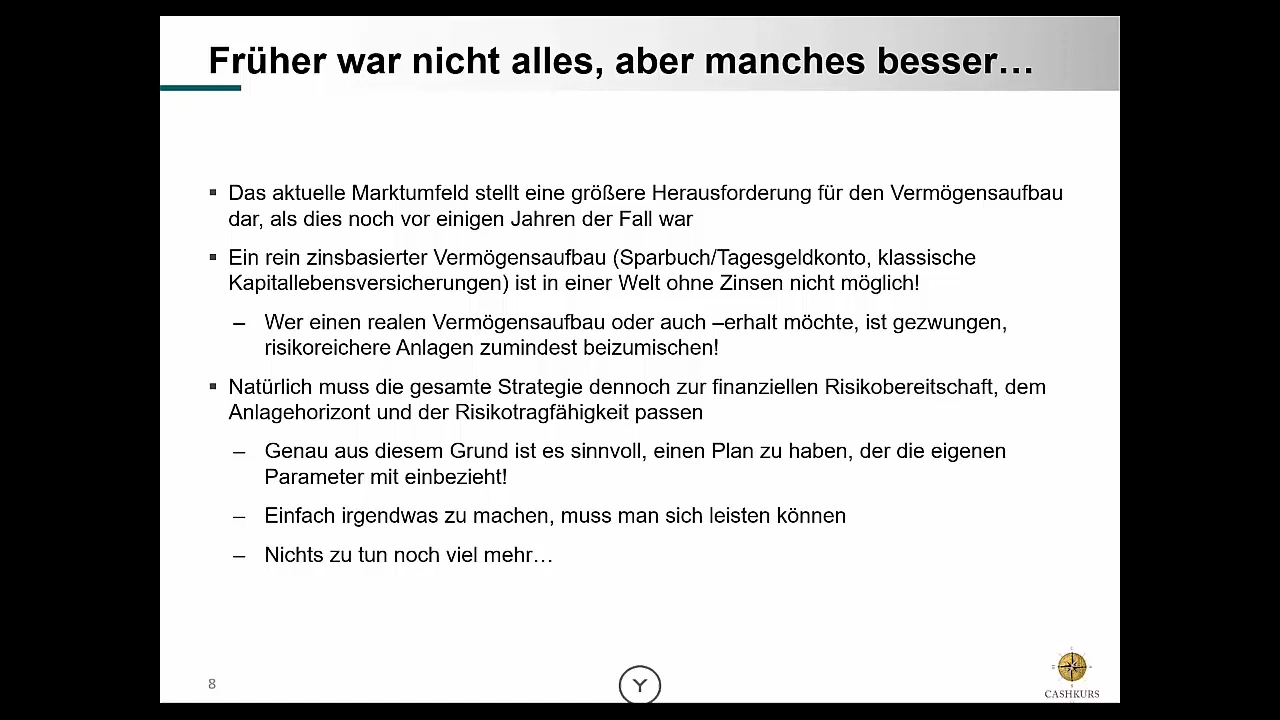 Früher war nicht alles, aber manches besser…
▪ Das aktuelle Marktumfeld stellt eine größere Herausforderung für den Vermögensaufbau
dar, als dies noch vor einigen Jahren der Fall war
▪ Ein rein zinsbasierter Vermögensaufbau (Sparbuch/Tagesgeldkonto, klassische
Kapitallebensversicherungen) ist in einer Welt ohne Zinsen nicht möglich!
– Wer einen realen Vermögensaufbau oder auch –erhalt möchte, ist gezwungen,
risikoreichere Anlagen zumindest beizumischen!
▪ Natürlich muss die gesamte Strategie dennoch zur finanziellen Risikobereitschaft, dem
Anlagehorizont und der Risikotragfähigkeit passen
– Genau aus diesem Grund ist es sinnvoll, einen Plan zu haben, der die eigenen
Parameter mit einbezieht!
– Einfach irgendwas zu machen, muss man sich leisten können
– Nichts zu tun noch viel mehr…
8
Y
CASHKURS